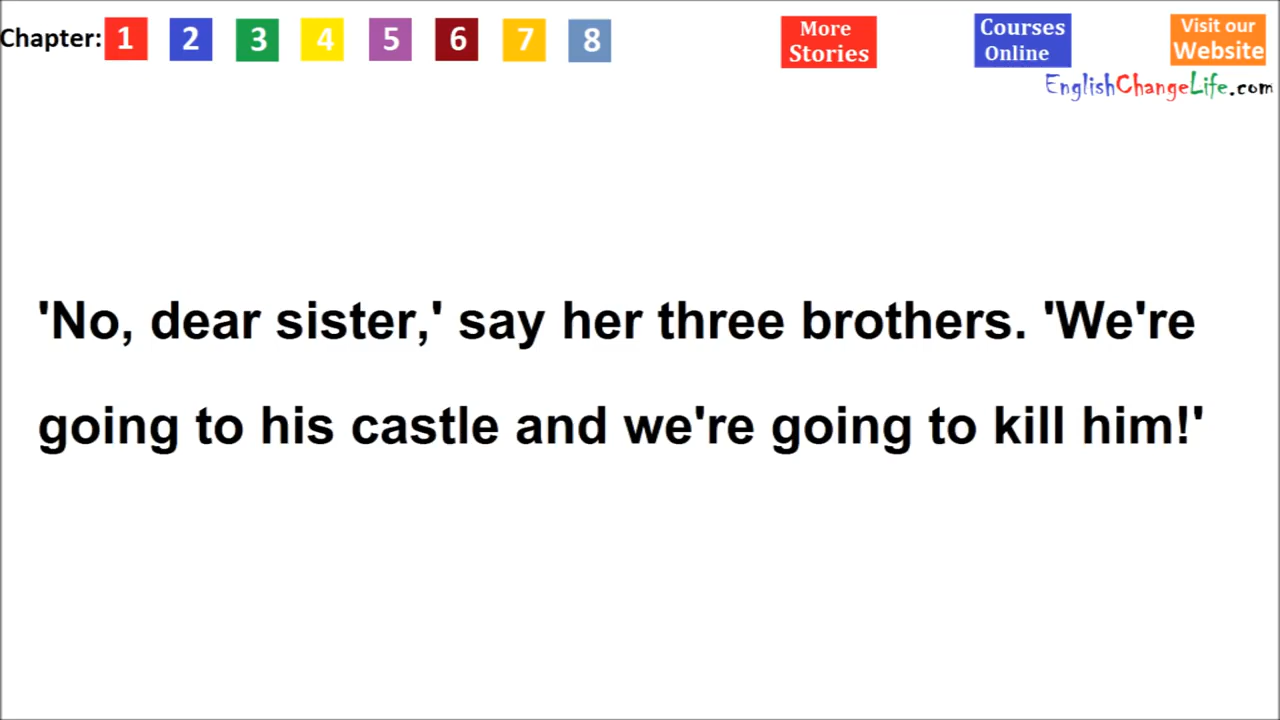 Chapter: 1 2 3 4 5 6 7 8
More Stories
Courses Online
Visit our Website
EnglishChangeLife.com
'No, dear sister,' say her three brothers. 'We're
going to his castle and we're going to kill him!'